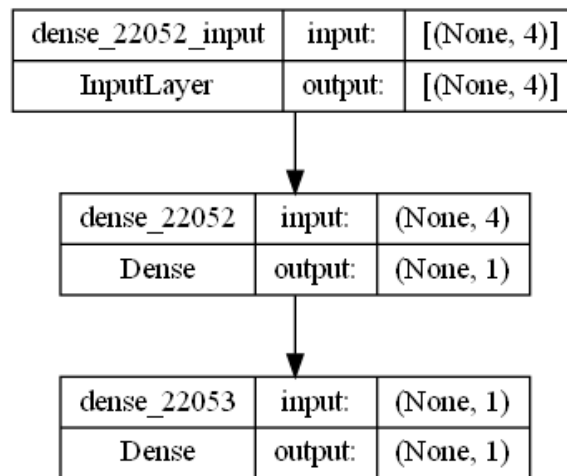 dense_22052_input input: [(None, 4)]
InputLayer output: [(None, 4)]
dense_22052 input: (None, 4)
Dense output: (None, 1)
dense_22053 input: (None, 1)
Dense output: (None, 1)